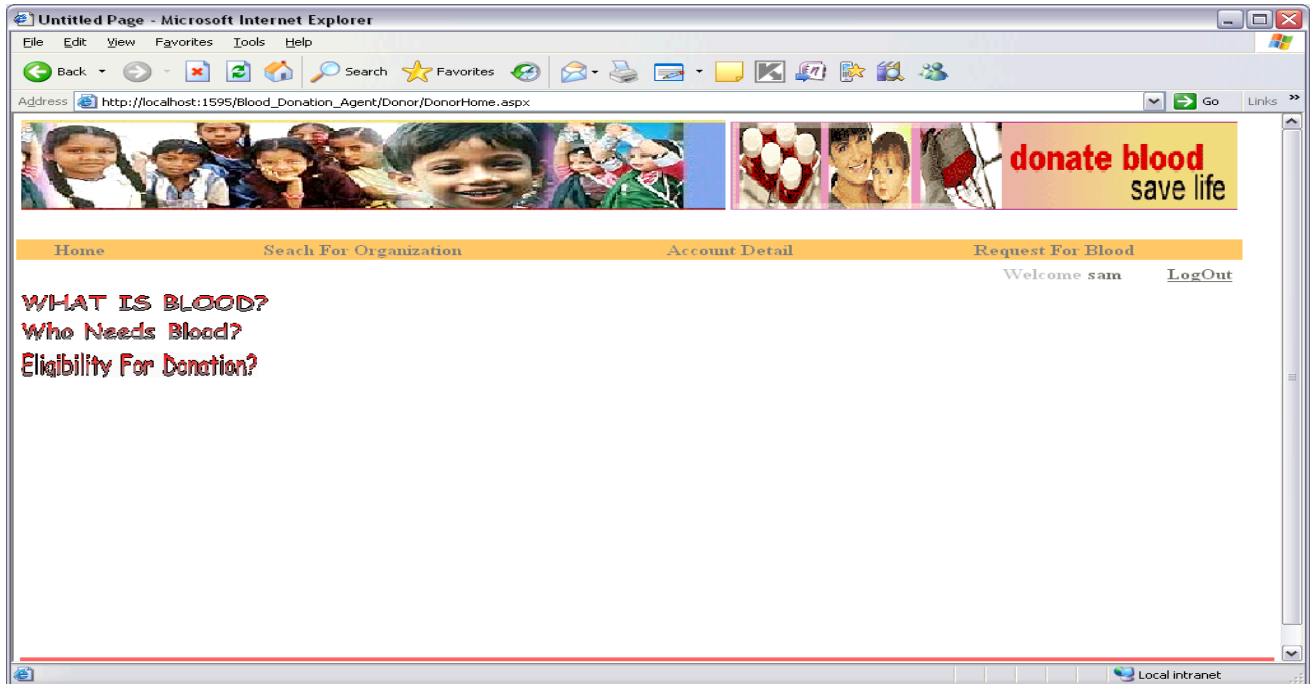 Untitled Page - Microsoft Internet Explorer
File Edit View Favorites Tools Help
Back Search Favorites
Address http://localhost:1595/Blood_Donation_Agent/Donor/DonorHome.aspx Go Links »
donate blood
save life
Home Seach For Organization Account Detail Request For Blood
Welcome sam LogOut
WHAT IS BLOOD?
Who Needs Blood?
Eligibility For Donation?
Local intranet